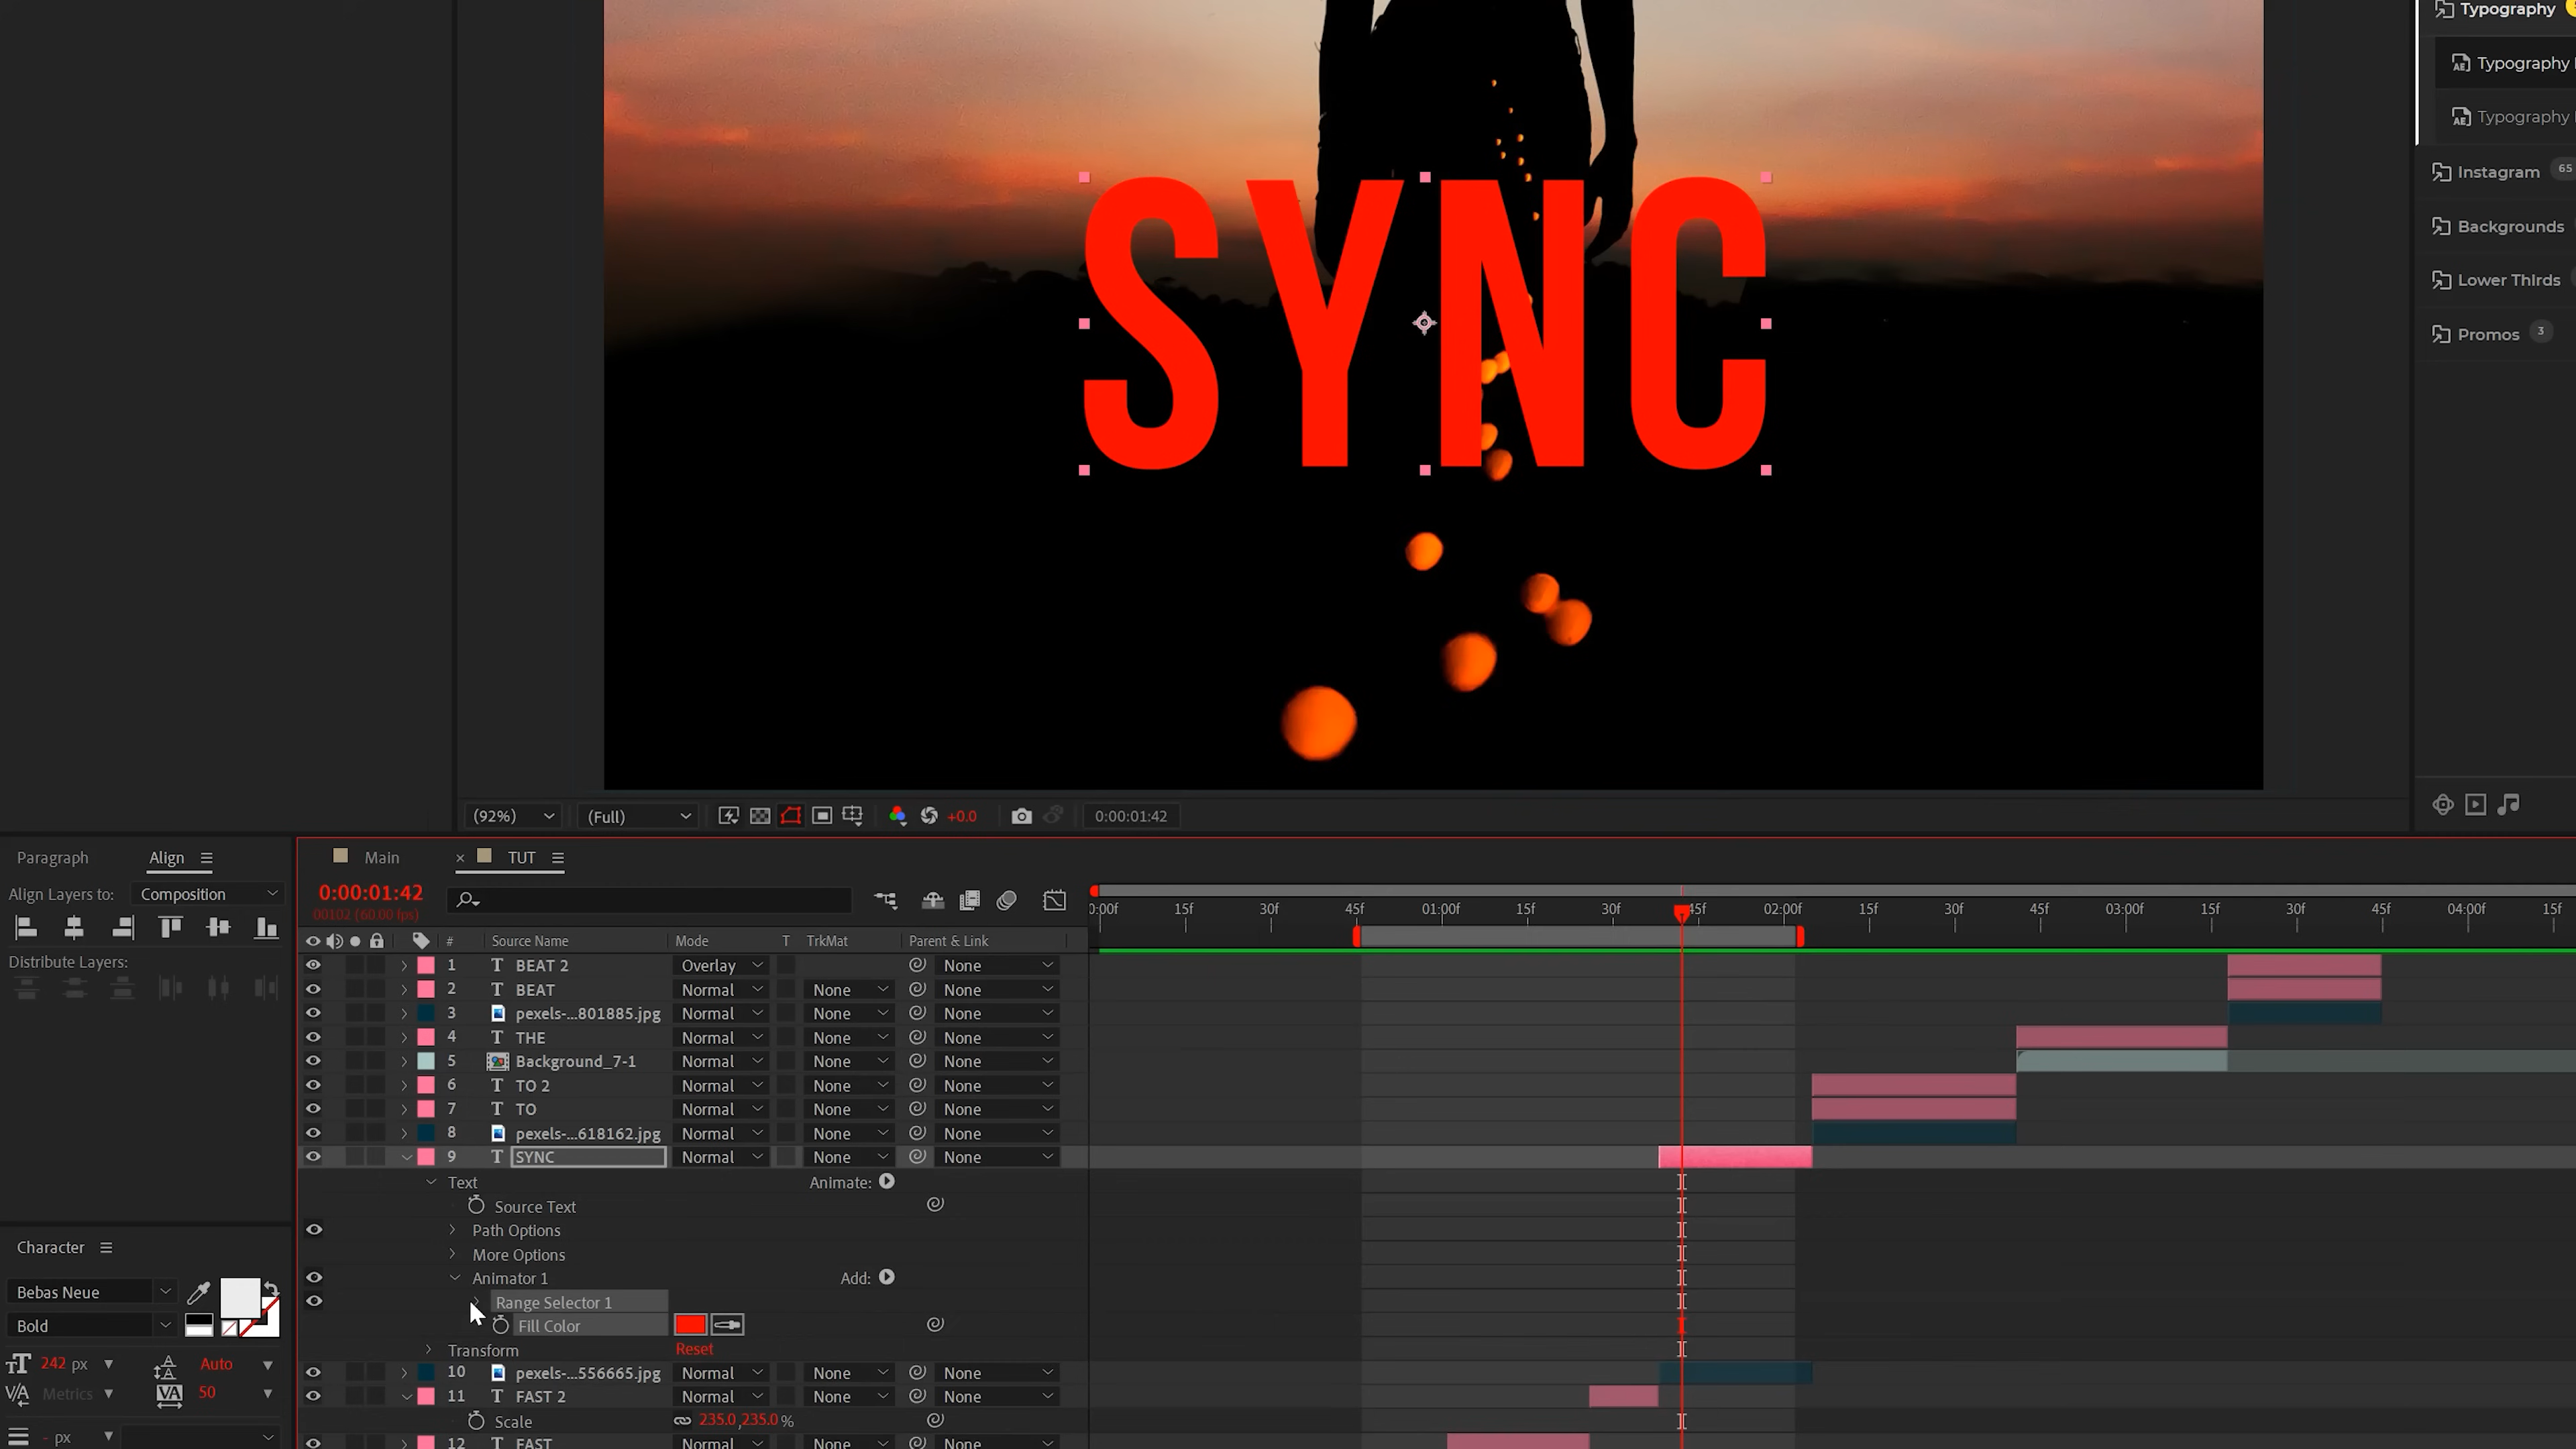 Typography
Typography
Typography
Instagram 65
Backgrounds
Lower Thirds
Promos 3
SYNC
(92%) (Full) +0.0 0:00:01:42
Paragraph Align
Align Layers to: Composition
Distribute Layers:
Main × TUT
0:00:01:42
00102 (60.00 fps)
0:00f 15f 30f 45f 01:00f 15f 30f 45f 02:00f 15f 30f 45f 03:00f 15f 30f 45f 04:00f 15f
# Source Name Mode T TrkMat Parent & Link
1 T BEAT 2 Overlay None
2 T BEAT Normal None None
3 pexels-...801885.jpg Normal None None
4 T THE Normal None None
5 Background_7-1 Normal None None
6 T TO 2 Normal None None
7 T TO Normal None None
8 pexels-...618162.jpg Normal None None
9 T SYNC Normal None None
Text Animate:
Source Text
Path Options
More Options
Animator 1 Add:
Range Selector 1
Fill Color
Transform Reset
10 pexels-...556665.jpg Normal None None
11 T FAST 2 Normal None None
Scale 235.0,235.0 %
12 T FAST Normal None None
Character
Bebas Neue
Bold
242 px Auto
Metrics 50
- px